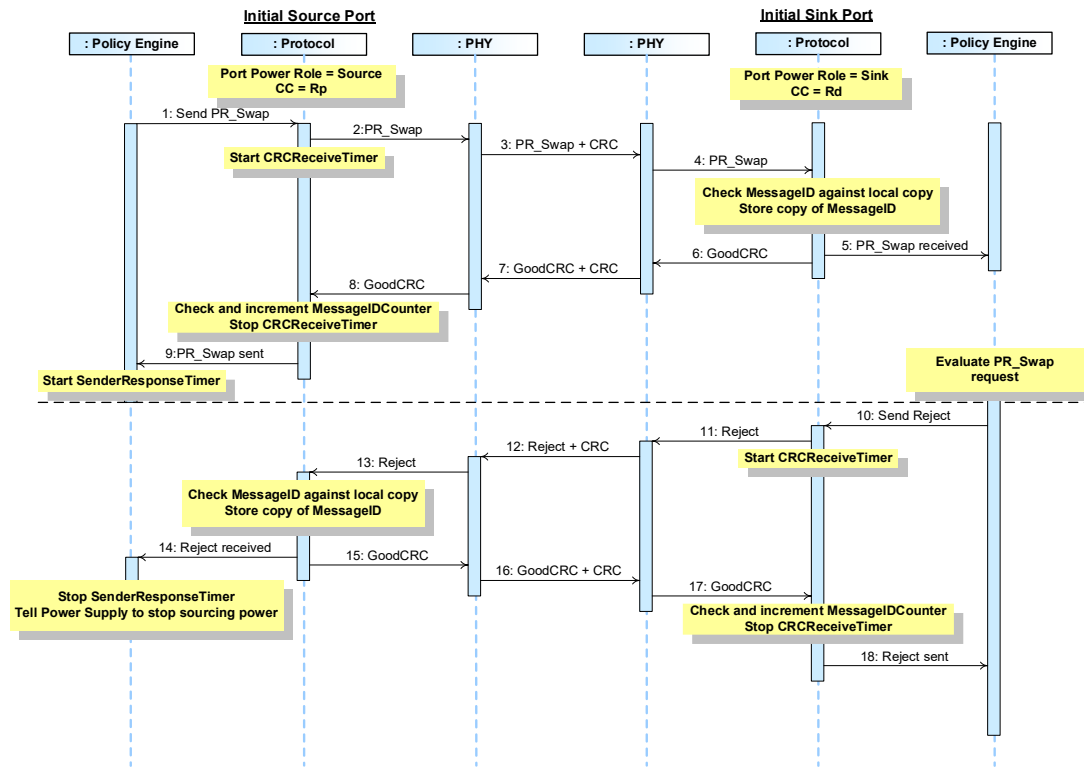 Initial Source Port
Initial Sink Port
: Policy Engine
: Protocol
: PHY
: PHY
: Protocol
: Policy Engine
Port Power Role = Source
CC = Rp
Port Power Role = Sink
CC = Rd
1: Send PR_Swap
2:PR_Swap
Start CRCReceiveTimer
3: PR_Swap + CRC
4: PR_Swap
Check MessageID against local copy
Store copy of MessageID
5: PR_Swap received
6: GoodCRC
7: GoodCRC + CRC
8: GoodCRC
Check and increment MessageIDCounter
Stop CRCReceiveTimer
9:PR_Swap sent
Start SenderResponseTimer
Evaluate PR_Swap
request
10: Send Reject
11: Reject
Start CRCReceiveTimer
12: Reject + CRC
13: Reject
Check MessageID against local copy
Store copy of MessageID
14: Reject received
15: GoodCRC
16: GoodCRC + CRC
17: GoodCRC
Stop SenderResponseTimer
Tell Power Supply to stop sourcing power
Check and increment MessageIDCounter
Stop CRCReceiveTimer
18: Reject sent